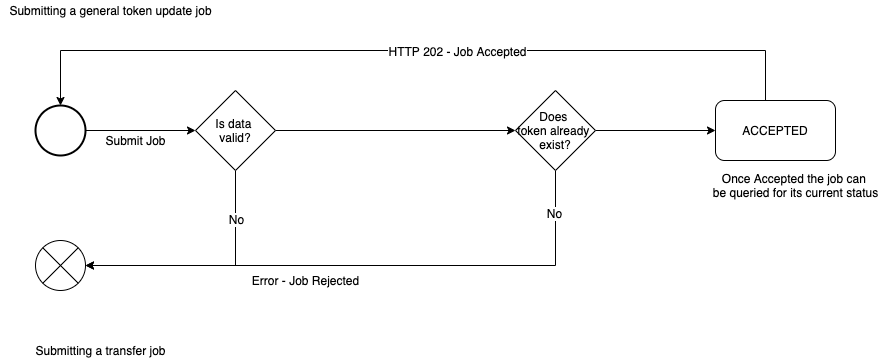 Submitting a general token update job
HTTP 202 - Job Accepted
Submit Job
Is data
valid?
Does
token already
exist?
ACCEPTED
Once Accepted the job can
be queried for its current status
No
No
Error - Job Rejected
Submitting a transfer job